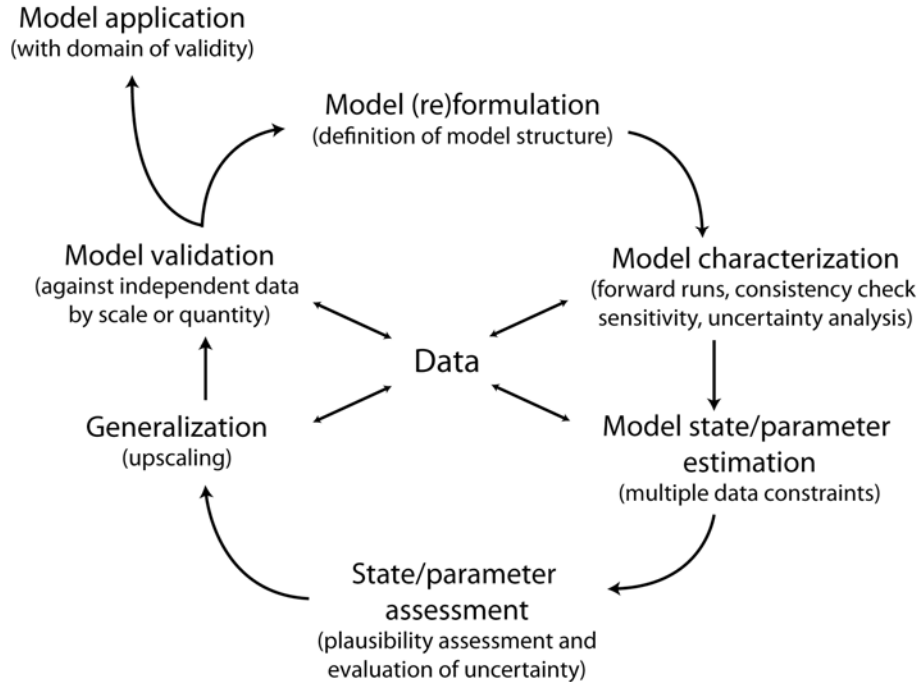 Model application
(with domain of validity)
Model (re)formulation
(definition of model structure)
Model validation
(against independent data
by scale or quantity)
Model characterization
(forward runs, consistency check
sensitivity, uncertainty analysis)
Data
Generalization
(upscaling)
Model state/parameter
estimation
(multiple data constraints)
State/parameter
assessment
(plausibility assessment and
evaluation of uncertainty)